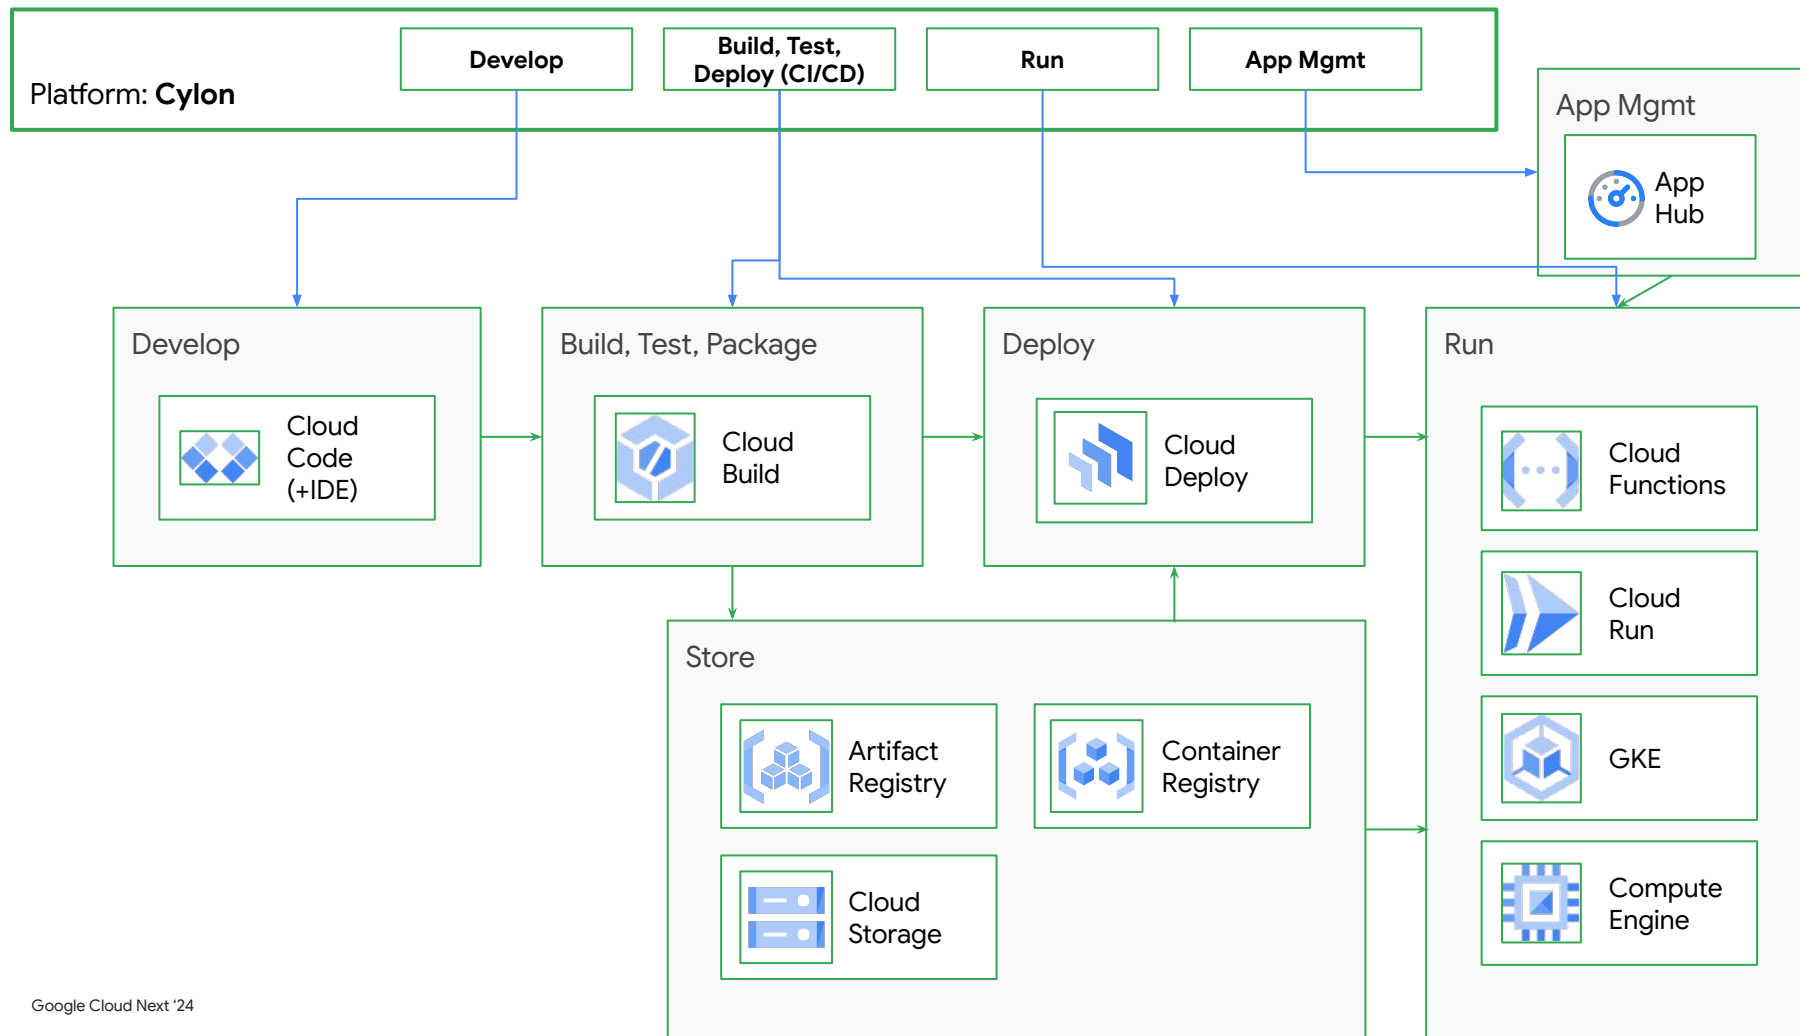 Platform: Cylon
Develop
Build, Test,
Deploy (CI/CD)
Run
App Mgmt
App Mgmt
App
Hub
Develop
Cloud
Code
(+IDE)
Build, Test, Package
Cloud
Build
Deploy
Cloud
Deploy
Run
Cloud
Functions
Cloud
Run
GKE
Compute
Engine
Store
Artifact
Registry
Container
Registry
Cloud
Storage
Google Cloud Next ‘24